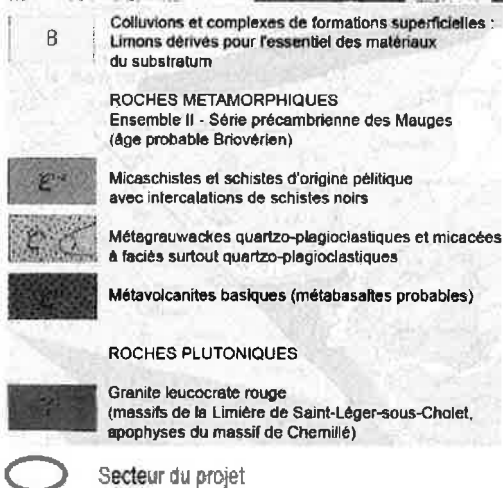 B
Colluvions et complexes de formations superficielles :
Limons dérivés pour l'essentiel des matériaux
du substratum
ROCHES METAMORPHIQUES
Ensemble II - Série précambrienne des Mauges
(âge probable Briovérien)
Micaschistes et schistes d'origine pélitique
avec intercalations de schistes noirs
Métagrauwackes quartzo-plagioclastiques et micacées
à faciès surtout quartzo-plagioclastiques
Métavolcanites basiques (métabasaltes probables)
ROCHES PLUTONIQUES
Granite leucocrate rouge
(massifs de la Limière de Saint-Léger-sous-Cholet,
apophyses du massif de Chemillé)
Secteur du projet